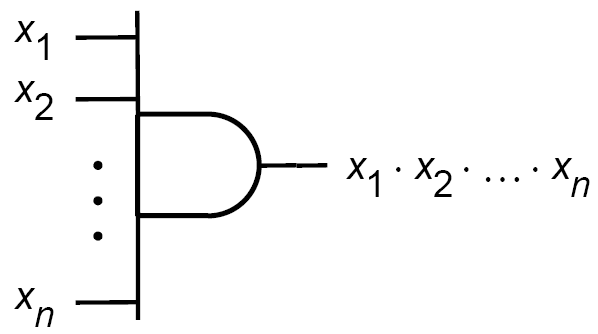 x₁
x₂
x₁ · x₂ · … · xₙ
xₙ